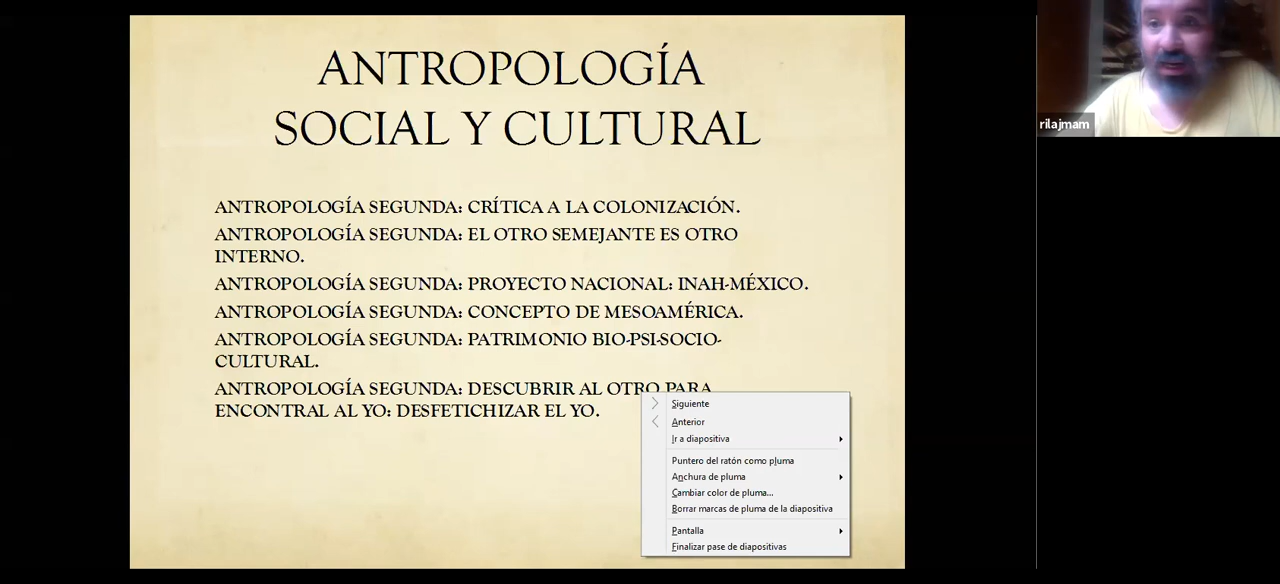 ANTROPOLOGÍA
SOCIAL Y CULTURAL
ANTROPOLOGÍA SEGUNDA: CRÍTICA A LA COLONIZACIÓN.
ANTROPOLOGÍA SEGUNDA: EL OTRO SEMEJANTE ES OTRO
INTERNO.
ANTROPOLOGÍA SEGUNDA: PROYECTO NACIONAL: INAH-MÉXICO.
ANTROPOLOGÍA SEGUNDA: CONCEPTO DE MESOAMÉRICA.
ANTROPOLOGÍA SEGUNDA: PATRIMONIO BIO-PSI-SOCIO-
CULTURAL.
ANTROPOLOGÍA SEGUNDA: DESCUBRIR AL OTRO PARA
ENCONTRAL AL YO: DESFETICHIZAR EL YO.
Siguiente
Anterior
Ir a diapositiva
Puntero del ratón como pluma
Anchura de pluma
Cambiar color de pluma...
Borrar marcas de pluma de la diapositiva
Pantalla
Finalizar pase de diapositivas
rilajmam